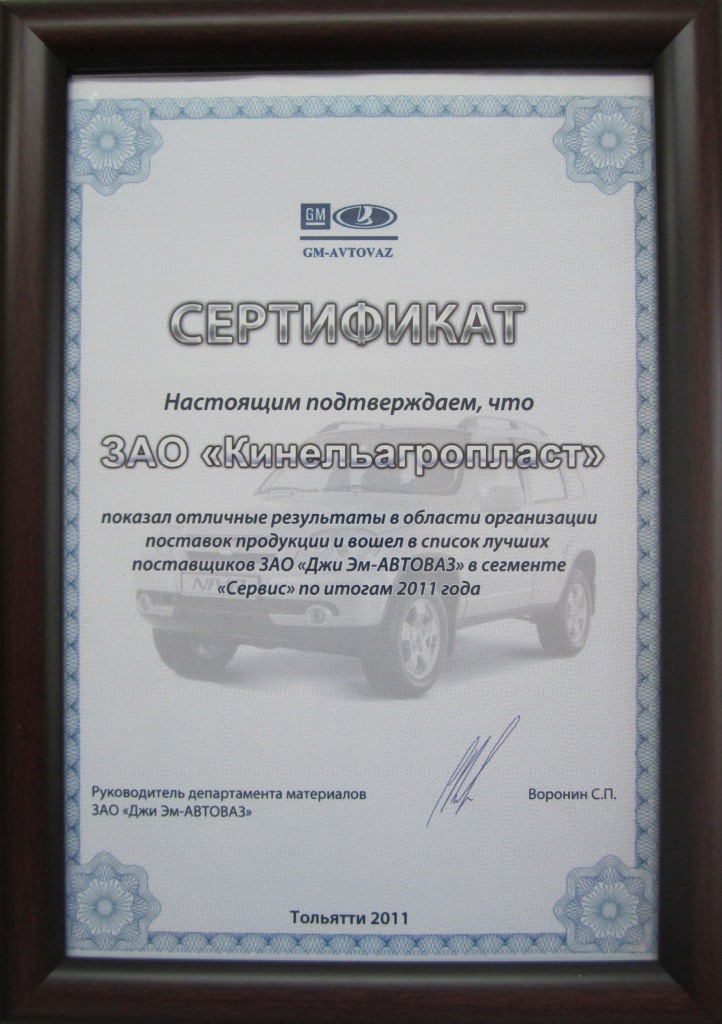 GM
GM-AVTOVAZ
СЕРТИФИКАТ
Настоящим подтверждаем, что
ЗАО «Кинельагропласт»
показал отличные результаты в области организации
поставок продукции и вошел в список лучших
поставщиков ЗАО «Джи Эм-АВТОВАЗ» в сегменте
«Сервис» по итогам 2011 года
Руководитель департамента материалов
ЗАО «Джи Эм-АВТОВАЗ»
Воронин С.П.
Тольятти 2011